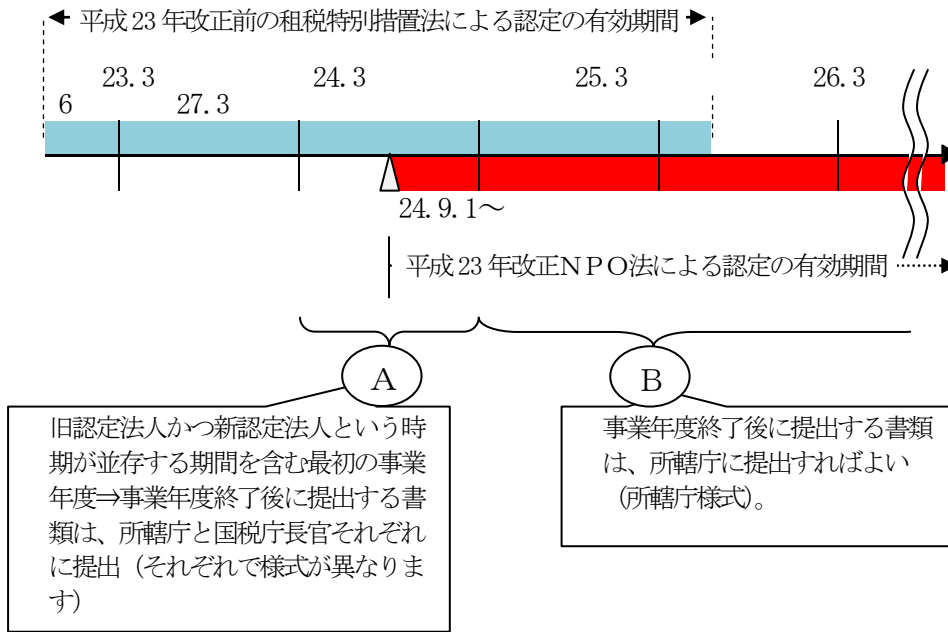 平成23年改正前の租税特別措置法による認定の有効期間
23.3 24.3 25.3 26.3
6 27.3
24.9.1～
平成23年改正ＮＰＯ法による認定の有効期間
A
B
旧認定法人かつ新認定法人という時
期が並存する期間を含む最初の事業
年度⇒事業年度終了後に提出する書
類は、所轄庁と国税庁長官それぞれ
に提出（それぞれで様式が異なりま
す）
事業年度終了後に提出する書類
は、所轄庁に提出すればよい
（所轄庁様式）。